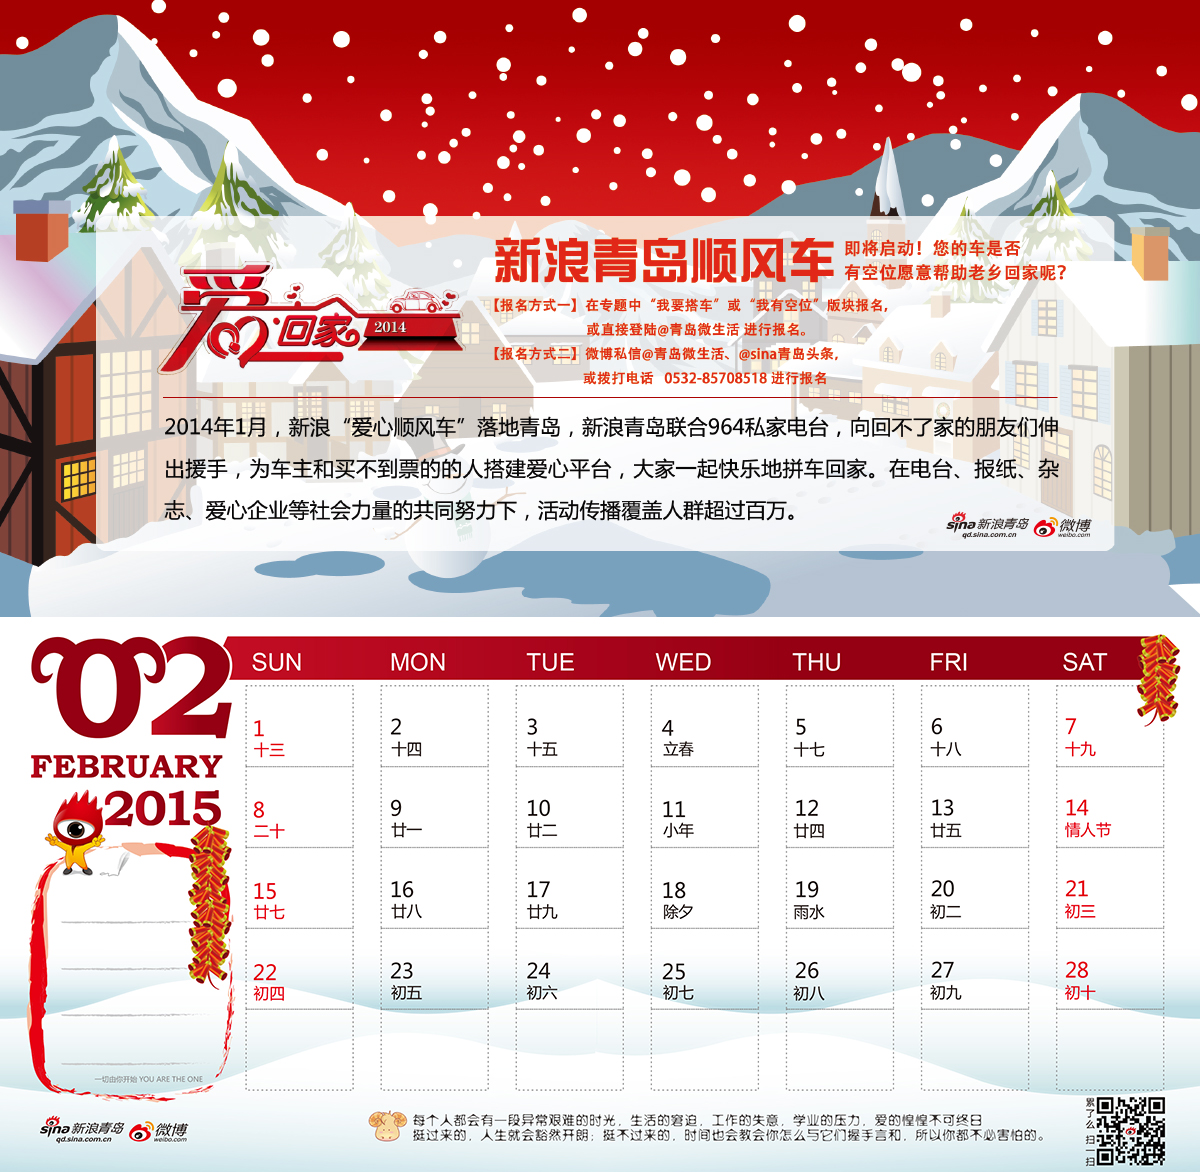 新浪青岛顺风车
即将启动！您的车是否
有空位愿意帮助老乡回家呢？
爱·回家 2014
【报名方式一】在专题中“我要搭车”或“我有空位”版块报名，
或直接登陆@青岛微生活 进行报名。
【报名方式二】微博私信@青岛微生活、@sina青岛头条，
或拨打电话 0532-85708518 进行报名
2014年1月，新浪“爱心顺风车”落地青岛，新浪青岛联合964私家电台，向回不了家的朋友们伸
出援手，为车主和买不到票的的人搭建爱心平台，大家一起快乐地拼车回家。在电台、报纸、杂
志、爱心企业等社会力量的共同努力下，活动传播覆盖人群超过百万。
sina新浪青岛 微博
qd.sina.com.cn weibo.com
02
FEBRUARY
2015
SUN MON TUE WED THU FRI SAT
1 2 3 4 5 6 7
十三 十四 十五 立春 十七 十八 十九
8 9 10 11 12 13 14
二十 廿一 廿二 小年 廿四 廿五 情人节
15 16 17 18 19 20 21
廿七 廿八 廿九 除夕 雨水 初二 初三
22 23 24 25 26 27 28
初四 初五 初六 初七 初八 初九 初十
一切由你开始 YOU ARE THE ONE
sina新浪青岛 微博
qd.sina.com.cn weibo.com
每个人都会有一段异常艰难的时光，生活的窘迫，工作的失意，学业的压力，爱的惶惶不可终日
挺过来的，人生就会豁然开朗；挺不过来的，时间也会教会你怎么与它们握手言和，所以你都不必害怕的。
累了么 扫一扫